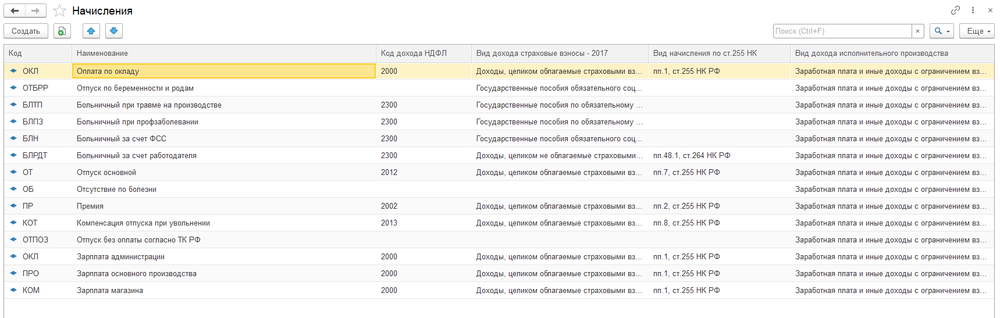 Начисления
Создать Поиск (Ctrl+F) × Еще
Код Наименование Код дохода НДФЛ Вид дохода страховые взносы - 2017 Вид начисления по ст.255 НК Вид дохода исполнительного производства
ОКЛ Оплата по окладу 2000 Доходы, целиком облагаемые страховыми вз... пп.1, ст.255 НК РФ Заработная плата и иные доходы с ограничением вз...
ОТБРР Отпуск по беременности и родам Государственные пособия обязательного соц... Заработная плата и иные доходы с ограничением вз...
БЛТП Больничный при травме на производстве 2300 Государственные пособия по обязательному ... Заработная плата и иные доходы с ограничением вз...
БЛПЗ Больничный при профзаболевании 2300 Государственные пособия по обязательному ... Заработная плата и иные доходы с ограничением вз...
БЛН Больничный за счет ФСС 2300 Государственные пособия обязательного соц... Заработная плата и иные доходы с ограничением вз...
БЛРДТ Больничный за счет работодателя 2300 Доходы, целиком не облагаемые страховыми... пп.48.1, ст.264 НК РФ Заработная плата и иные доходы с ограничением вз...
ОТ Отпуск основной 2012 Доходы, целиком облагаемые страховыми вз... пп.7, ст.255 НК РФ Заработная плата и иные доходы с ограничением вз...
ОБ Отсутствие по болезни Заработная плата и иные доходы с ограничением вз...
ПР Премия 2002 Доходы, целиком облагаемые страховыми вз... пп.2, ст.255 НК РФ Заработная плата и иные доходы с ограничением вз...
КОТ Компенсация отпуска при увольнении 2013 Доходы, целиком облагаемые страховыми вз... пп.8, ст.255 НК РФ Заработная плата и иные доходы с ограничением вз...
ОТПОЗ Отпуск без оплаты согласно ТК РФ Заработная плата и иные доходы с ограничением вз...
ОКЛ Зарплата администрации 2000 Доходы, целиком облагаемые страховыми вз... пп.1, ст.255 НК РФ Заработная плата и иные доходы с ограничением вз...
ПРО Зарплата основного производства 2000 Доходы, целиком облагаемые страховыми вз... пп.1, ст.255 НК РФ Заработная плата и иные доходы с ограничением вз...
КОМ Зарплата магазина 2000 Доходы, целиком облагаемые страховыми вз... пп.1, ст.255 НК РФ Заработная плата и иные доходы с ограничением вз...